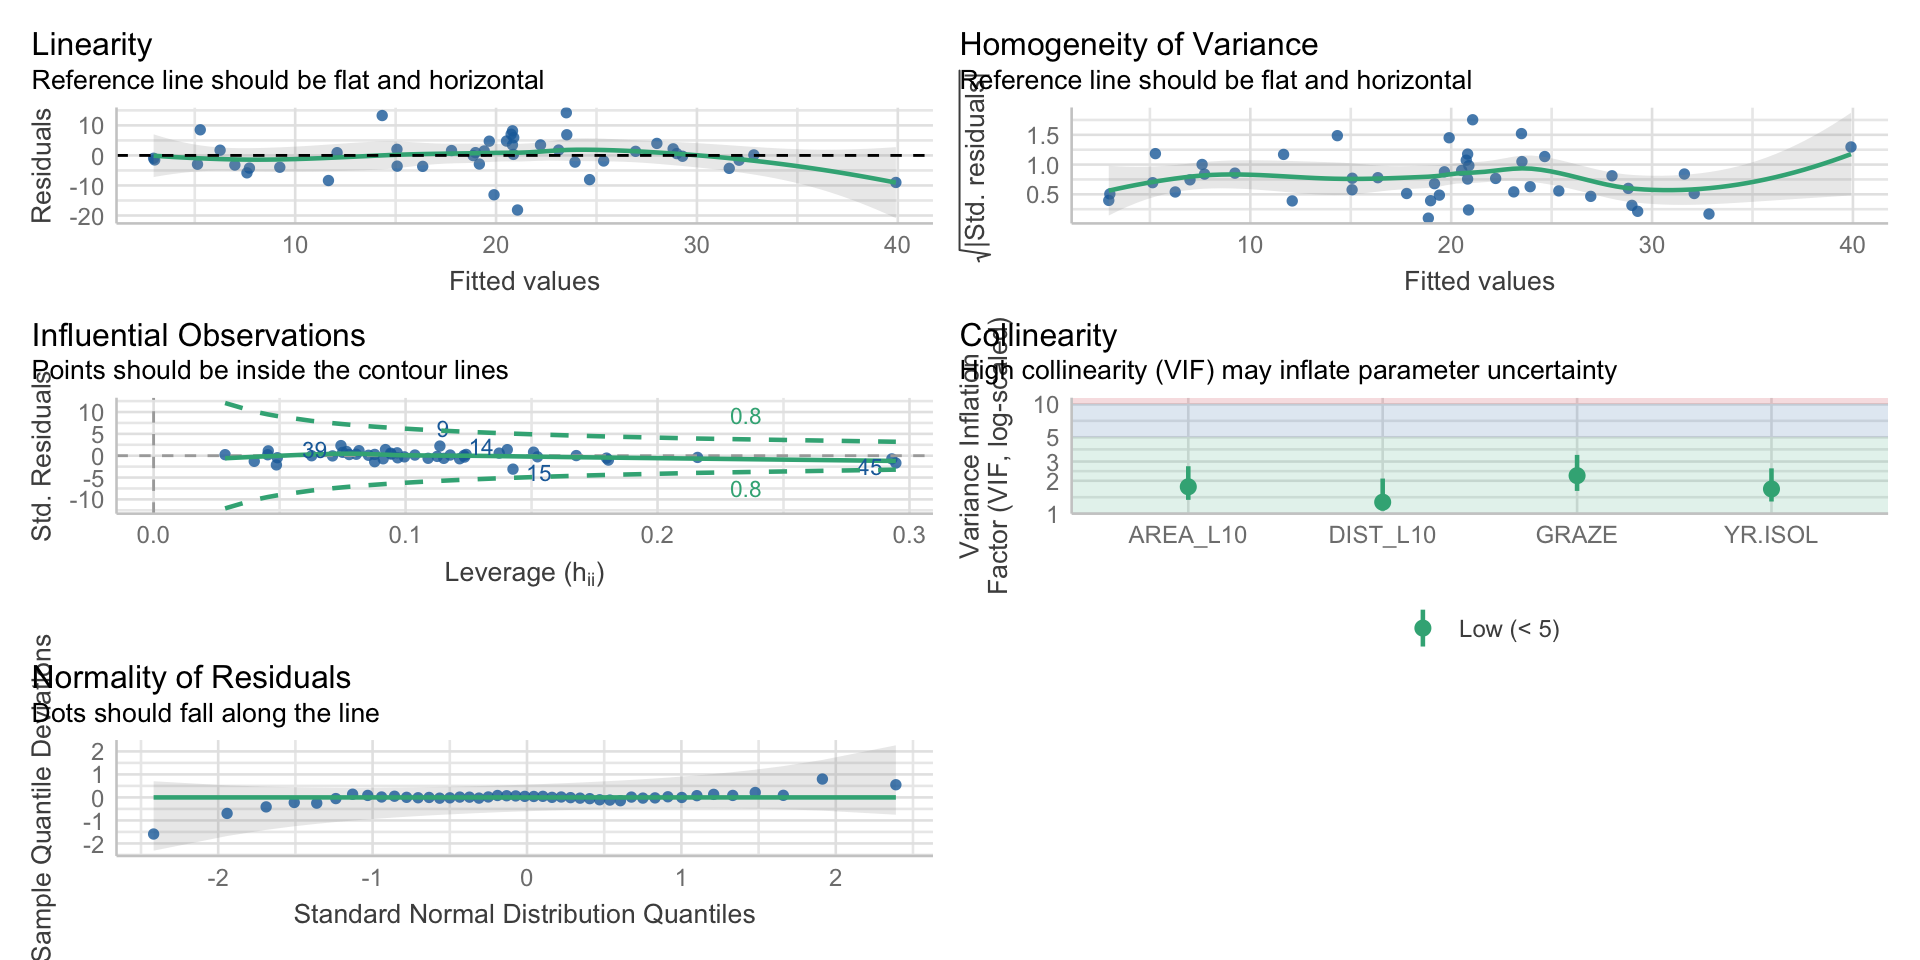 Linearity
Reference line should be flat and horizontal
Residuals
10
0
-10
-20
10
20
30
40
Fitted values
Homogeneity of Variance
Reference line should be flat and horizontal
√|Std. residuals|
1.5
1.0
0.5
10
20
30
40
Fitted values
Influential Observations
Points should be inside the contour lines
Std. Residuals
10
5
0
-5
-10
0.8
9
39
14
15
45
0.8
0.0
0.1
0.2
0.3
Leverage (hii)
Collinearity
High collinearity (VIF) may inflate parameter uncertainty
Variance Inflation
Factor (VIF, log-scaled)
10
5
3
2
1
AREA_L10
DIST_L10
GRAZE
YR.ISOL
Low (< 5)
Normality of Residuals
Dots should fall along the line
Sample Quantile Deviations
2
1
0
-1
-2
-2
-1
0
1
2
Standard Normal Distribution Quantiles